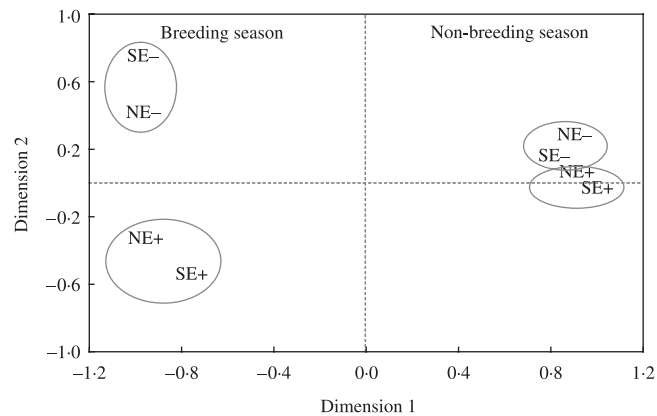 1·0
Breeding season
Non-breeding season
SE–
0·6
NE–
NE–
0·2
SE–
NE+
SE+
Dimension 2
−0·2
NE+
SE+
−0·6
−1·0
−1·2
−0·8
−0·4
0·0
0·4
0·8
1·2
Dimension 1